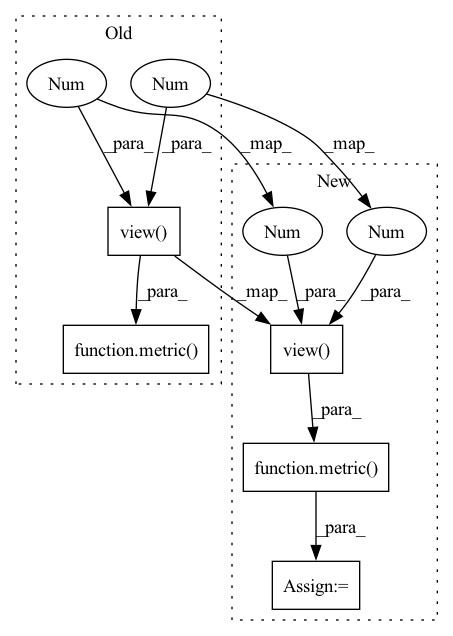 Old
Num
Num
_para_
_para_
_map_
_map_
New
view()
Num
Num
_para_
_map_
_para_
_para_
function.metric()
view()
_para_
function.metric()
_para_
Assign:=